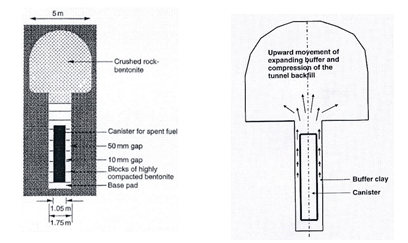 5 m
Crushed rock-
bentonite
Canister for spent fuel
50 mm gap
10 mm gap
Blocks of highly
compacted bentonite
Base pad
1.05 m
1.75 m
Upward movement of
expanding buffer and
compression of the
tunnel backfill
Buffer clay
Canister